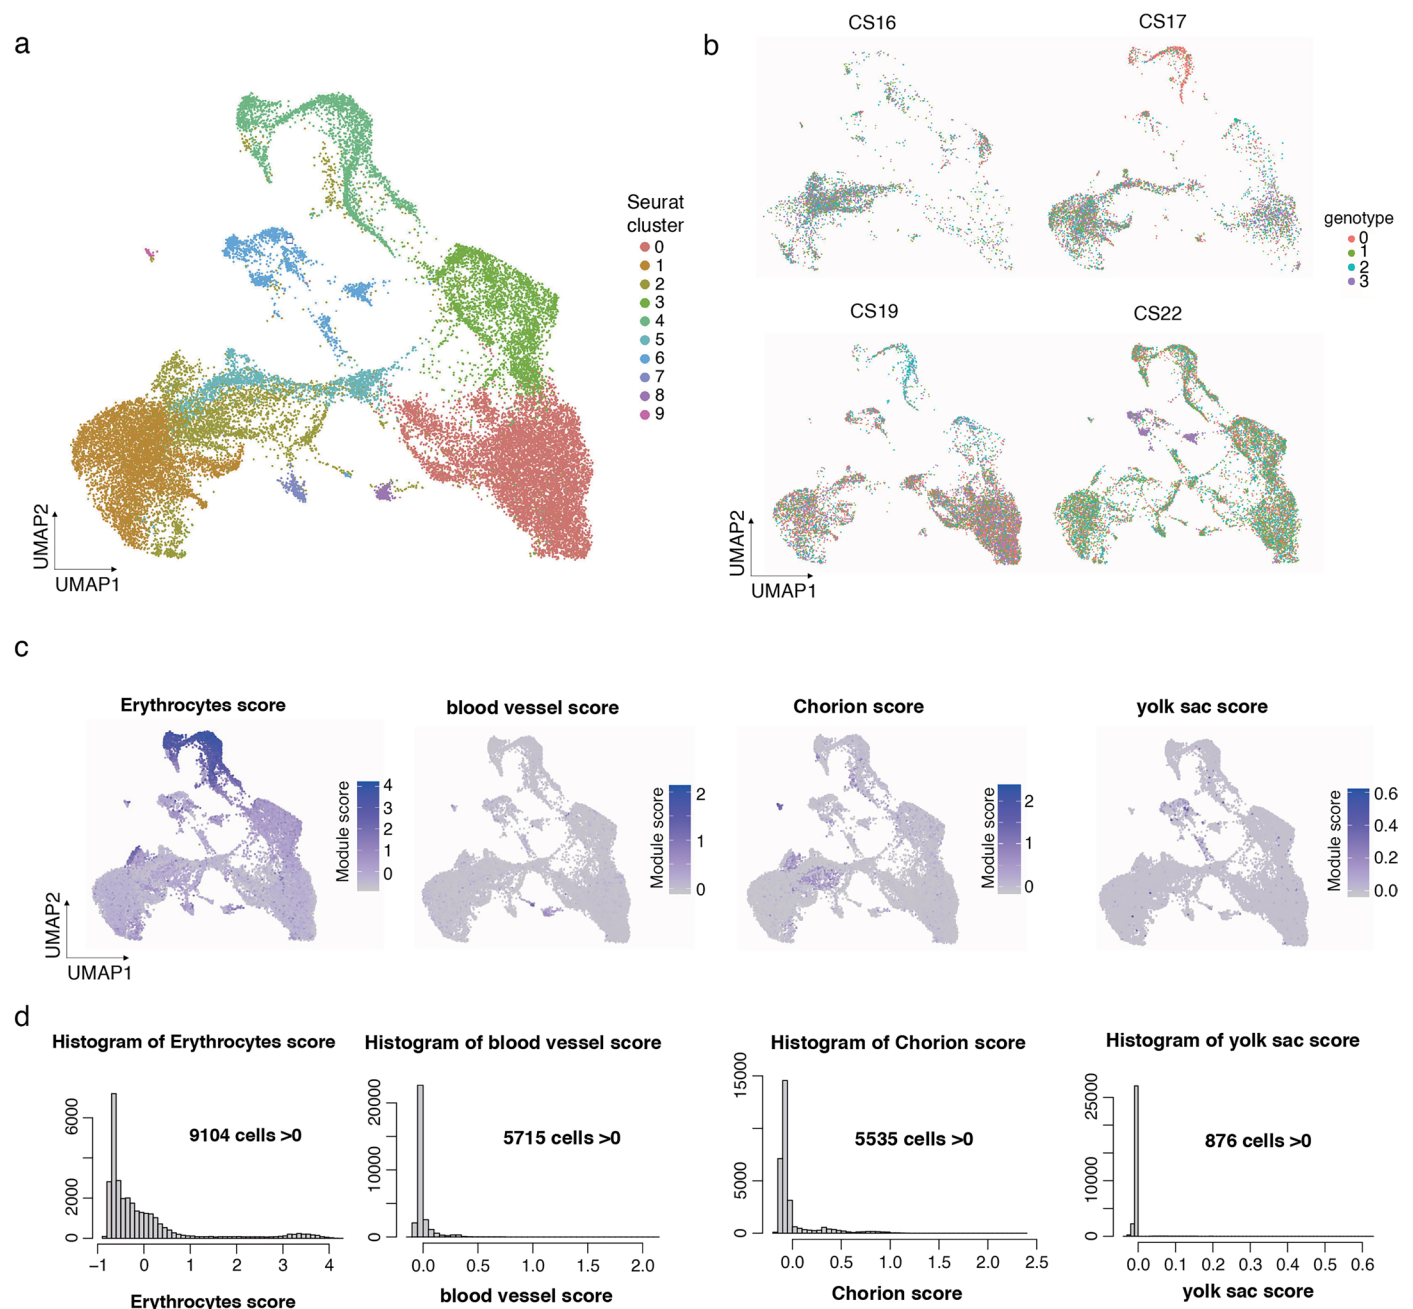 a
Seurat
cluster
0
1
2
3
4
5
6
7
8
9
UMAP2
UMAP1
b
CS16
CS17
CS19
CS22
genotype
0
1
2
3
UMAP2
UMAP1
c
Erythrocytes score
blood vessel score
Chorion score
yolk sac score
Module score
4
3
2
1
0
Module score
2
1
0
Module score
2
1
0
Module score
0.6
0.4
0.2
0.0
UMAP2
UMAP1
d
Histogram of Erythrocytes score
9104 cells >0
6000
2000
0
−1 0 1 2 3 4
Erythrocytes score
Histogram of blood vessel score
5715 cells >0
20000
10000
0
0.0 0.5 1.0 1.5 2.0
blood vessel score
Histogram of Chorion score
5535 cells >0
15000
5000
0
0.0 0.5 1.0 1.5 2.0 2.5
Chorion score
Histogram of yolk sac score
876 cells >0
25000
10000
0
0.0 0.1 0.2 0.3 0.4 0.5 0.6
yolk sac score